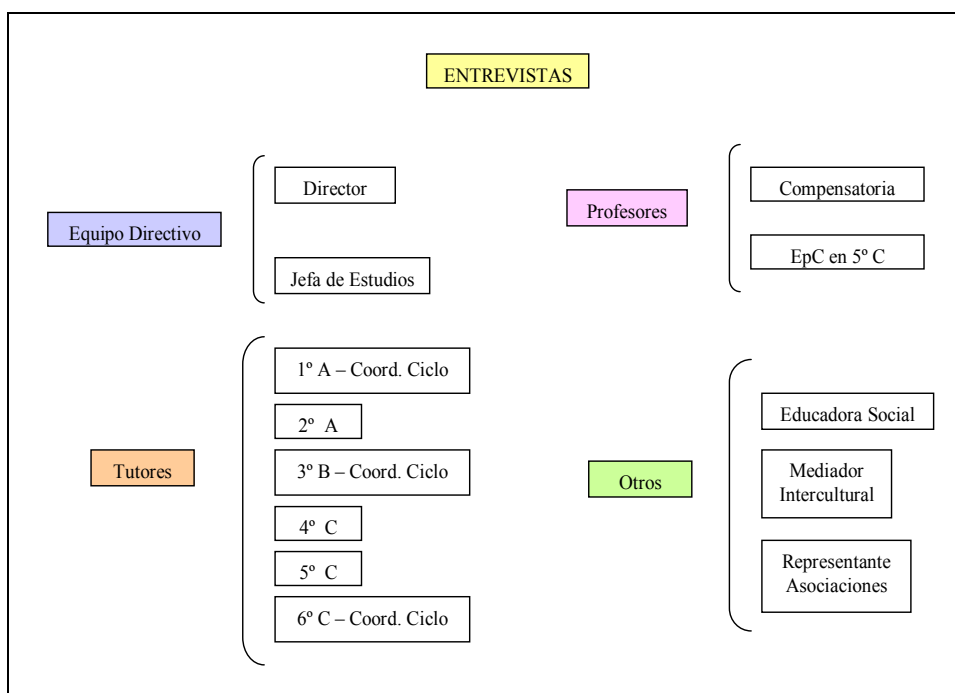 ENTREVISTAS
Equipo Directivo
Director
Jefa de Estudios
Profesores
Compensatoria
EpC en 5º C
Tutores
1º A – Coord. Ciclo
2º A
3º B – Coord. Ciclo
4º C
5º C
6º C – Coord. Ciclo
Otros
Educadora Social
Mediador
Intercultural
Representante
Asociaciones